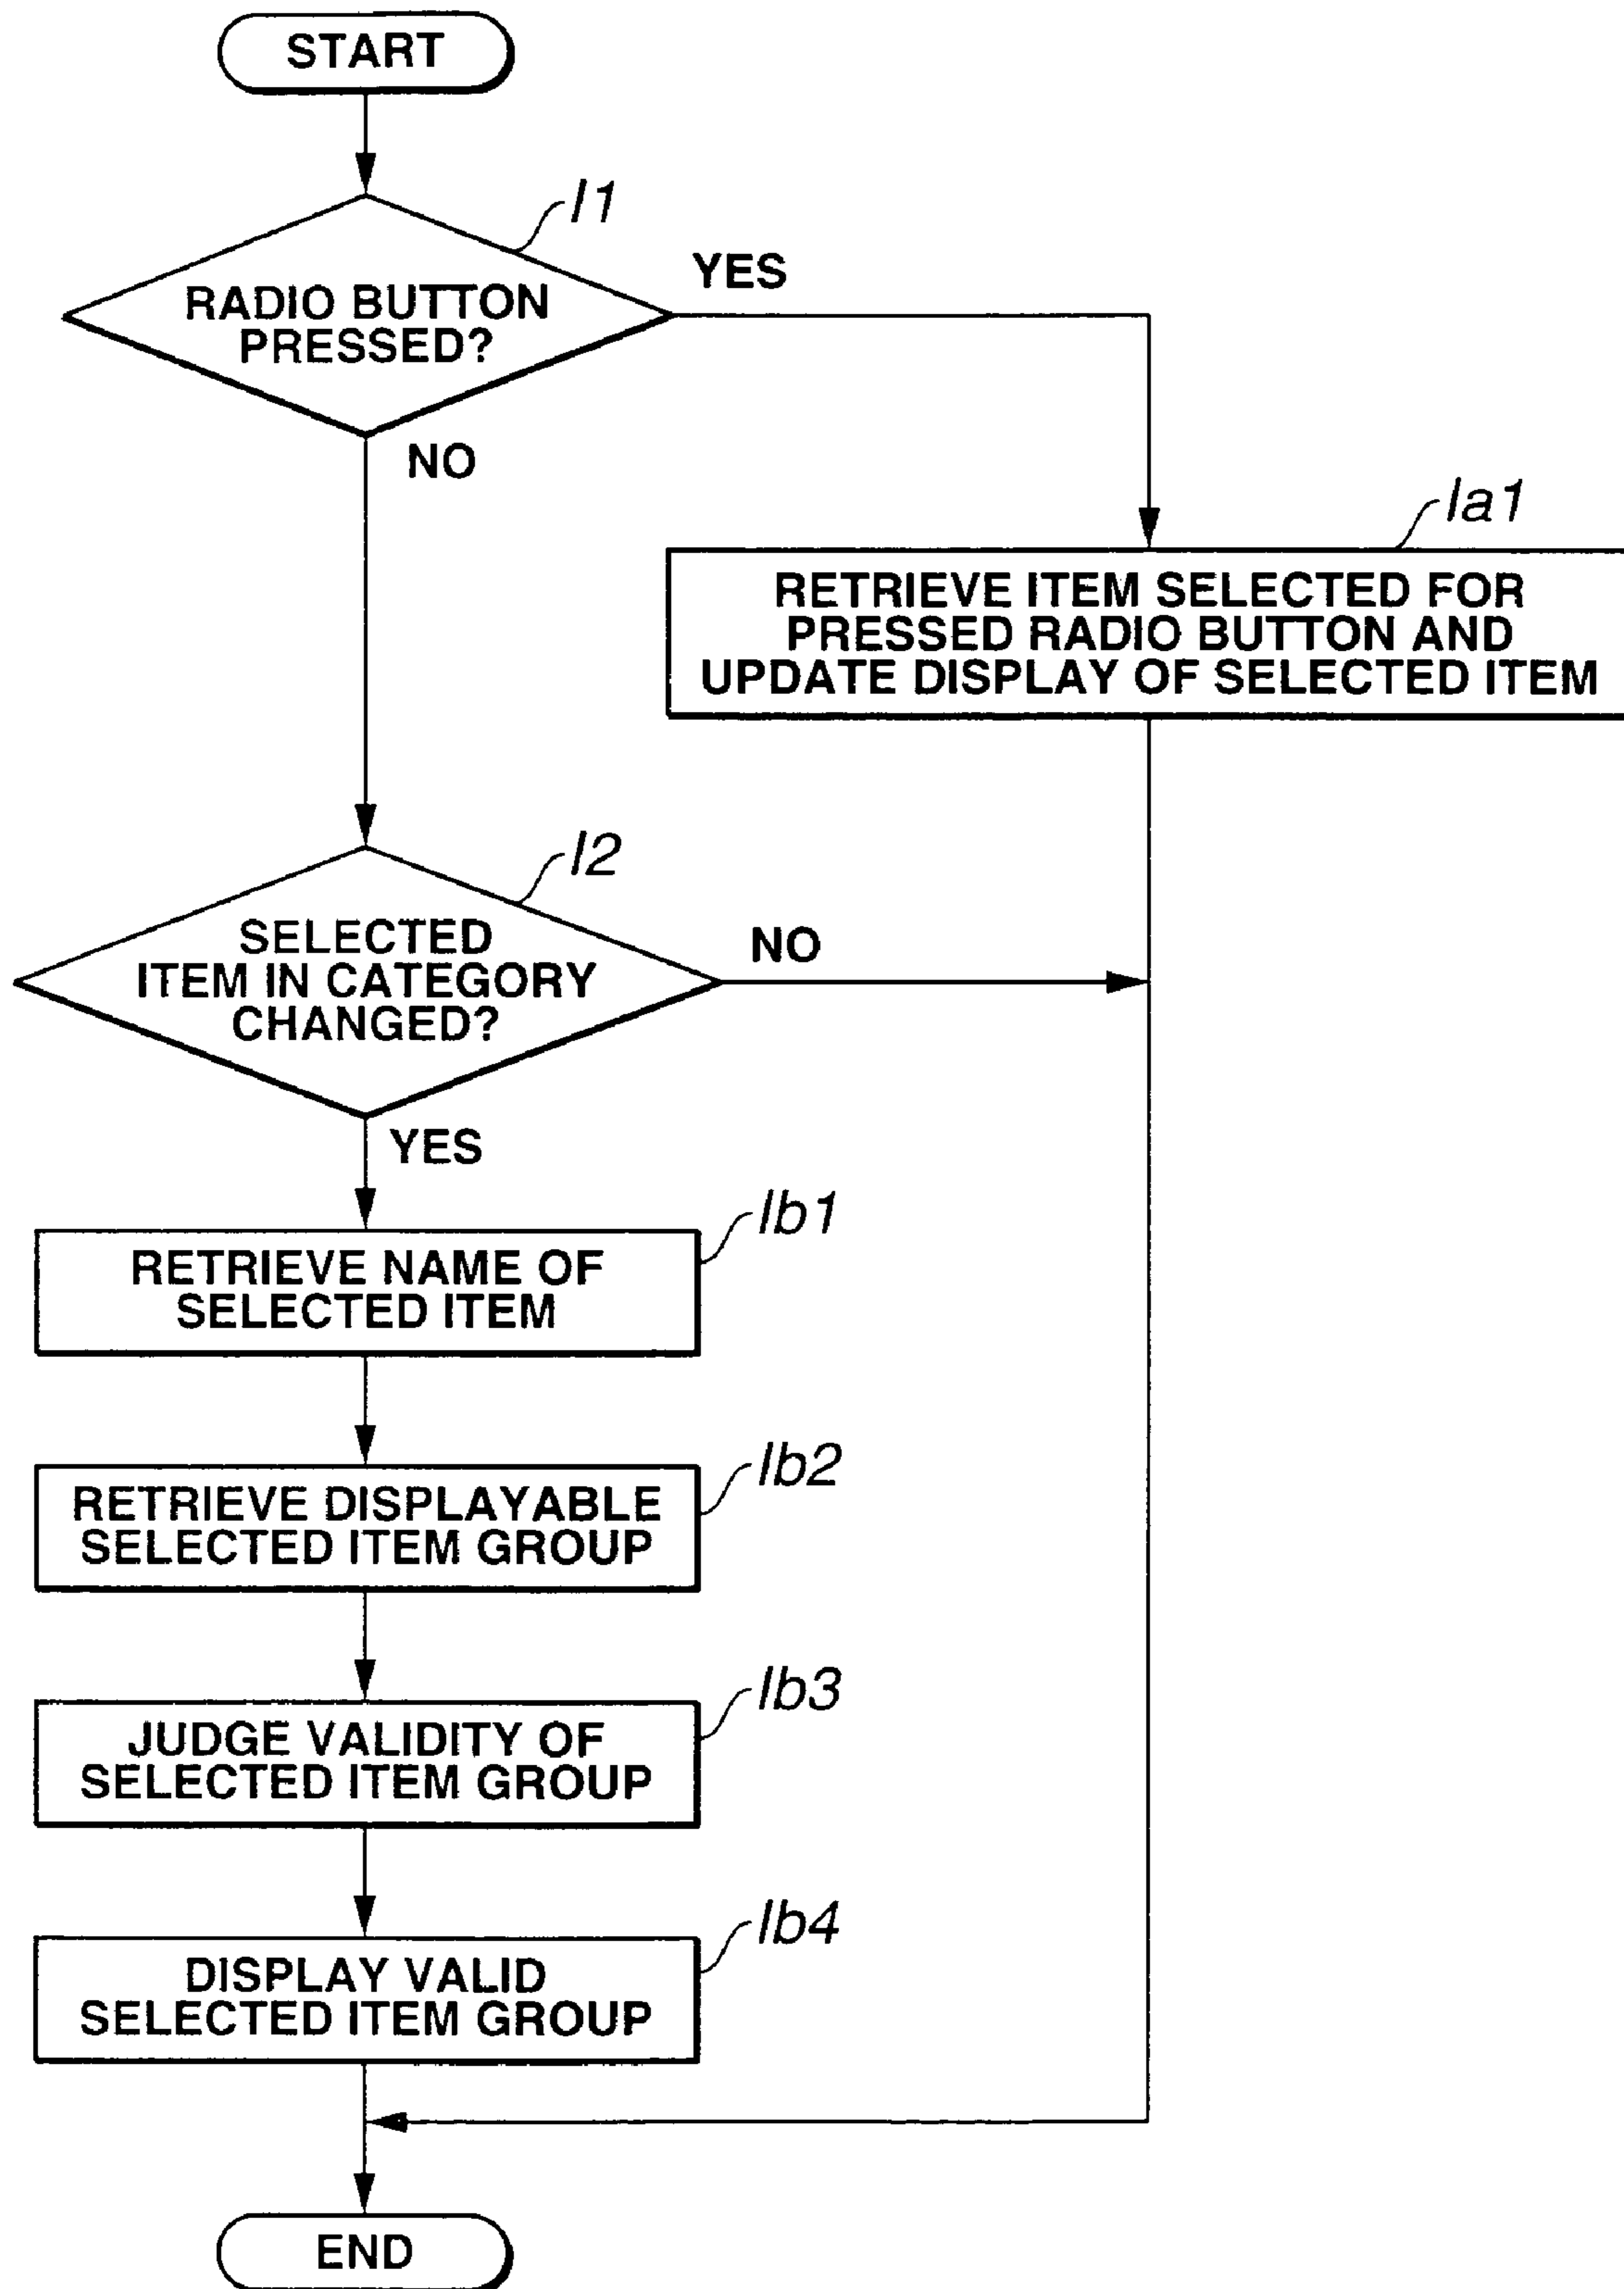 START
I1
RADIO BUTTON
PRESSED?
YES
NO
Ia1
RETRIEVE ITEM SELECTED FOR
PRESSED RADIO BUTTON AND
UPDATE DISPLAY OF SELECTED ITEM
I2
SELECTED
ITEM IN CATEGORY
CHANGED?
NO
YES
Ib1
RETRIEVE NAME OF
SELECTED ITEM
Ib2
RETRIEVE DISPLAYABLE
SELECTED ITEM GROUP
Ib3
JUDGE VALIDITY OF
SELECTED ITEM GROUP
Ib4
DISPLAY VALID
SELECTED ITEM GROUP
END